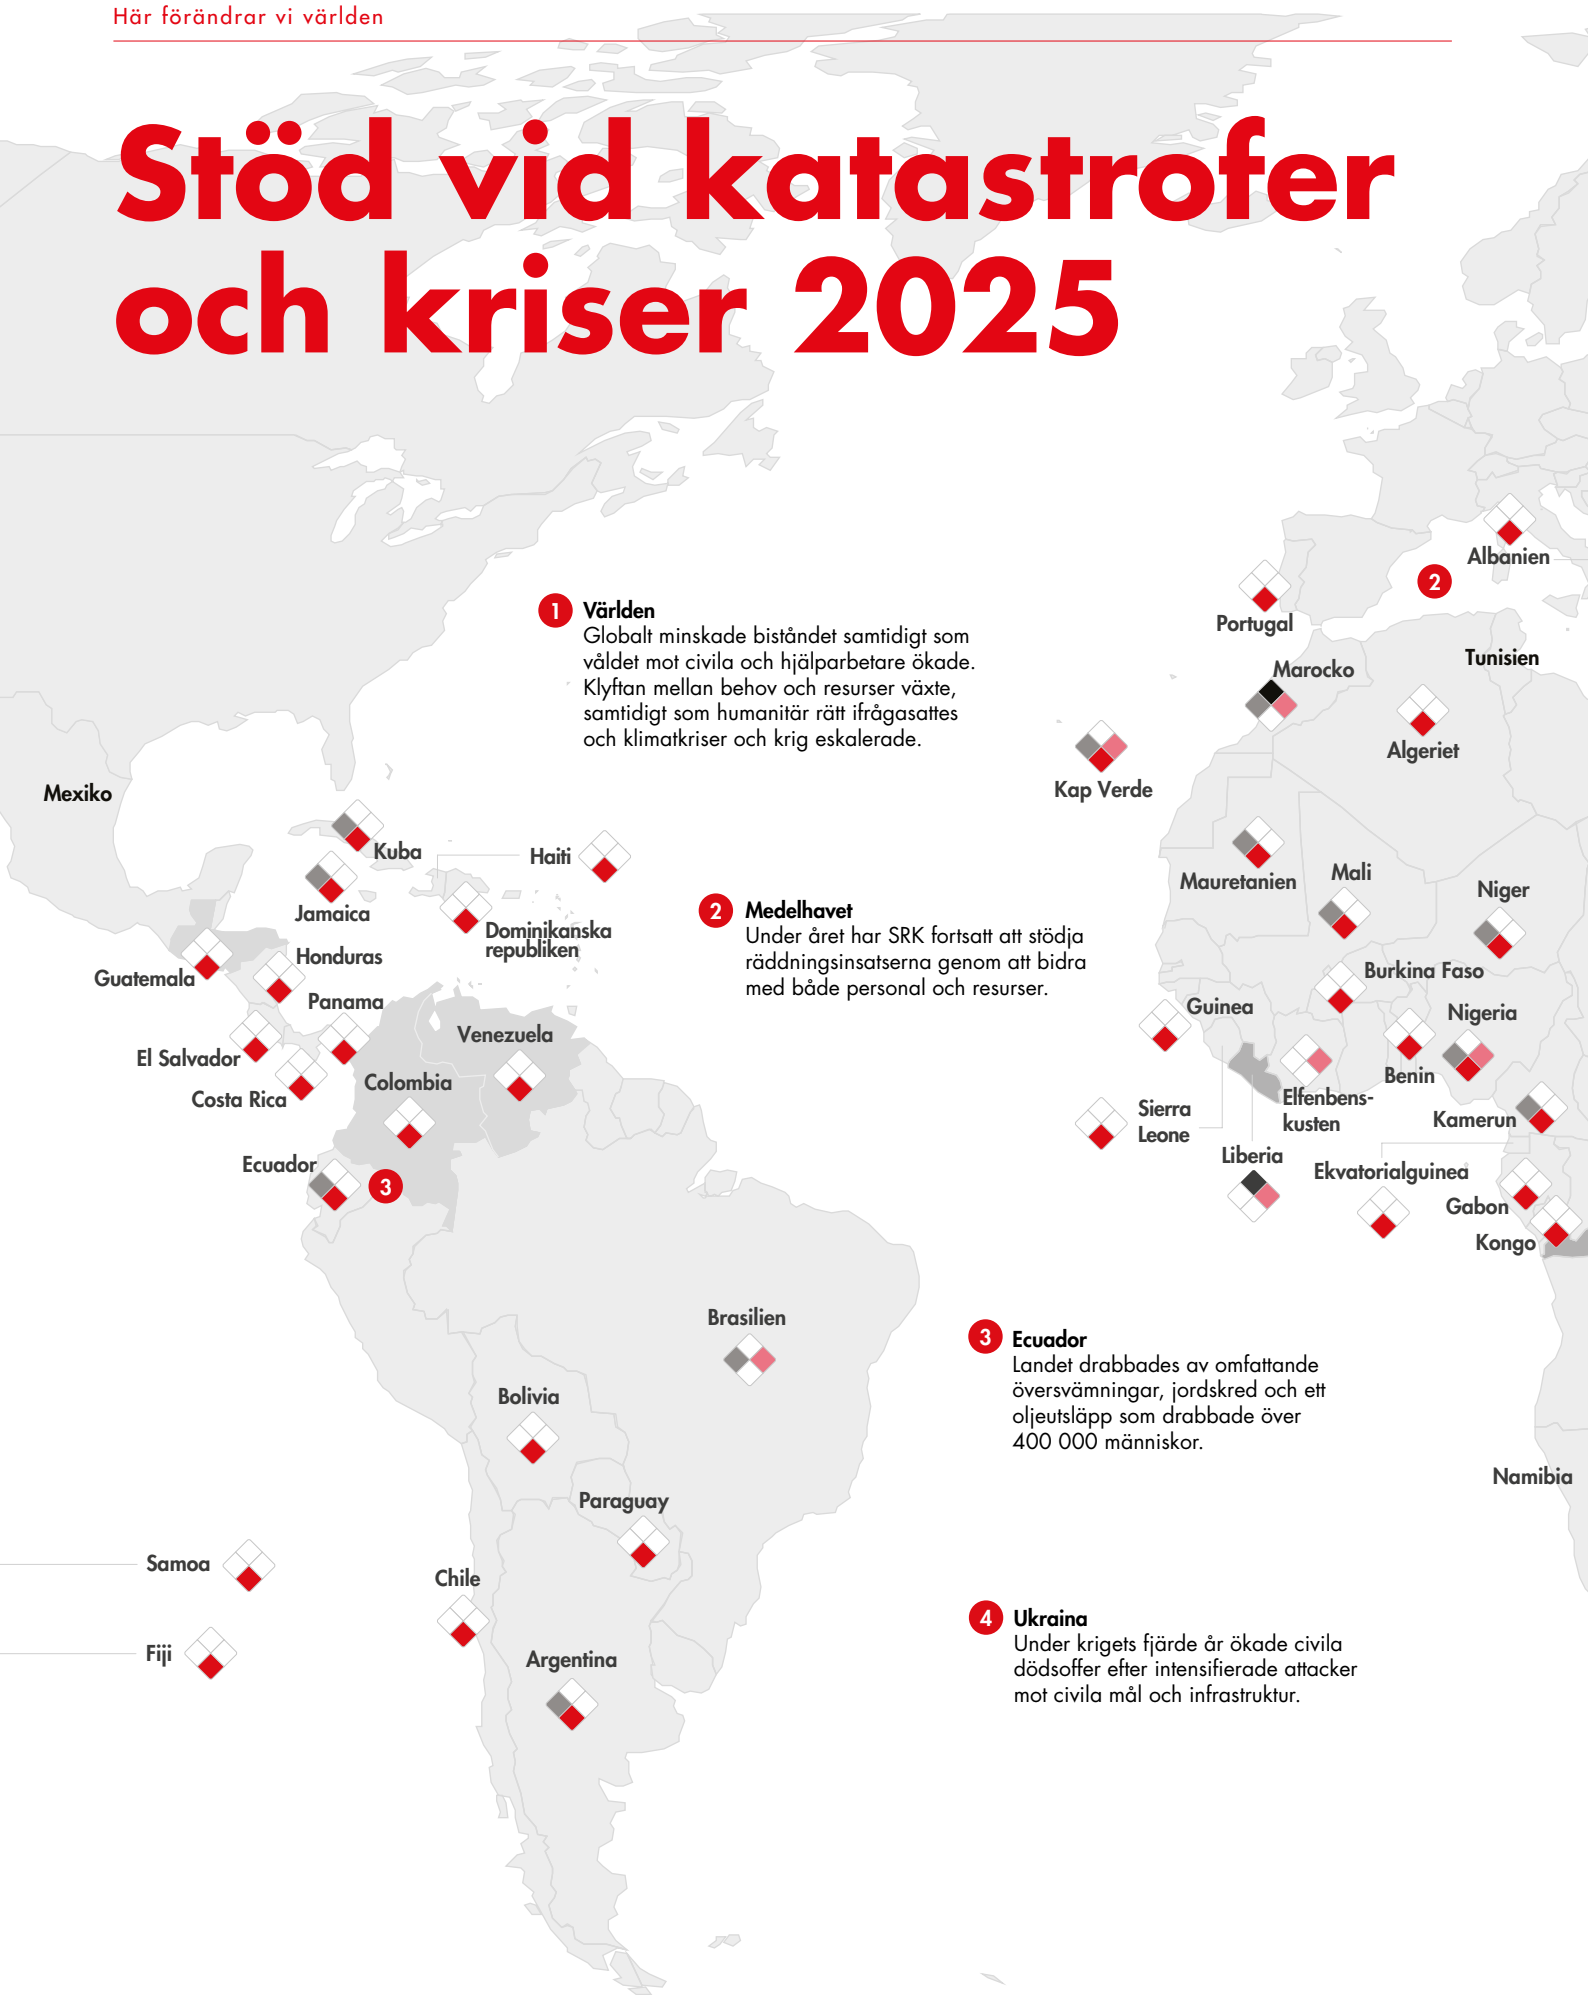 Här förändrar vi världen
Stöd vid katastrofer
och kriser 2025
1 Världen
Globalt minskade biståndet samtidigt som
våldet mot civila och hjälparbetare ökade.
Klyftan mellan behov och resurser växte,
samtidigt som humanitär rätt ifrågasattes
och klimatkriser och krig eskalerade.
Albanien
2
Portugal
Tunisien
Marocko
Algeriet
Kap Verde
Mexiko
Kuba
Haiti
Jamaica
Dominikanska
republiken
Honduras
Guatemala
Panama
El Salvador
Costa Rica
Venezuela
Colombia
Ecuador
3
2 Medelhavet
Under året har SRK fortsatt att stödja
räddningsinsatserna genom att bidra
med både personal och resurser.
Mauretanien
Mali
Niger
Burkina Faso
Guinea
Nigeria
Benin
Elfenbens-
kusten
Sierra
Leone
Kamerun
Liberia
Ekvatorialguinea
Gabon
Kongo
Brasilien
Bolivia
Paraguay
3 Ecuador
Landet drabbades av omfattande
översvämningar, jordskred och ett
oljeutsläpp som drabbade över
400 000 människor.
Namibia
Samoa
Chile
Fiji
Argentina
4 Ukraina
Under krigets fjärde år ökade civila
dödsoffer efter intensifierade attacker
mot civila mål och infrastruktur.